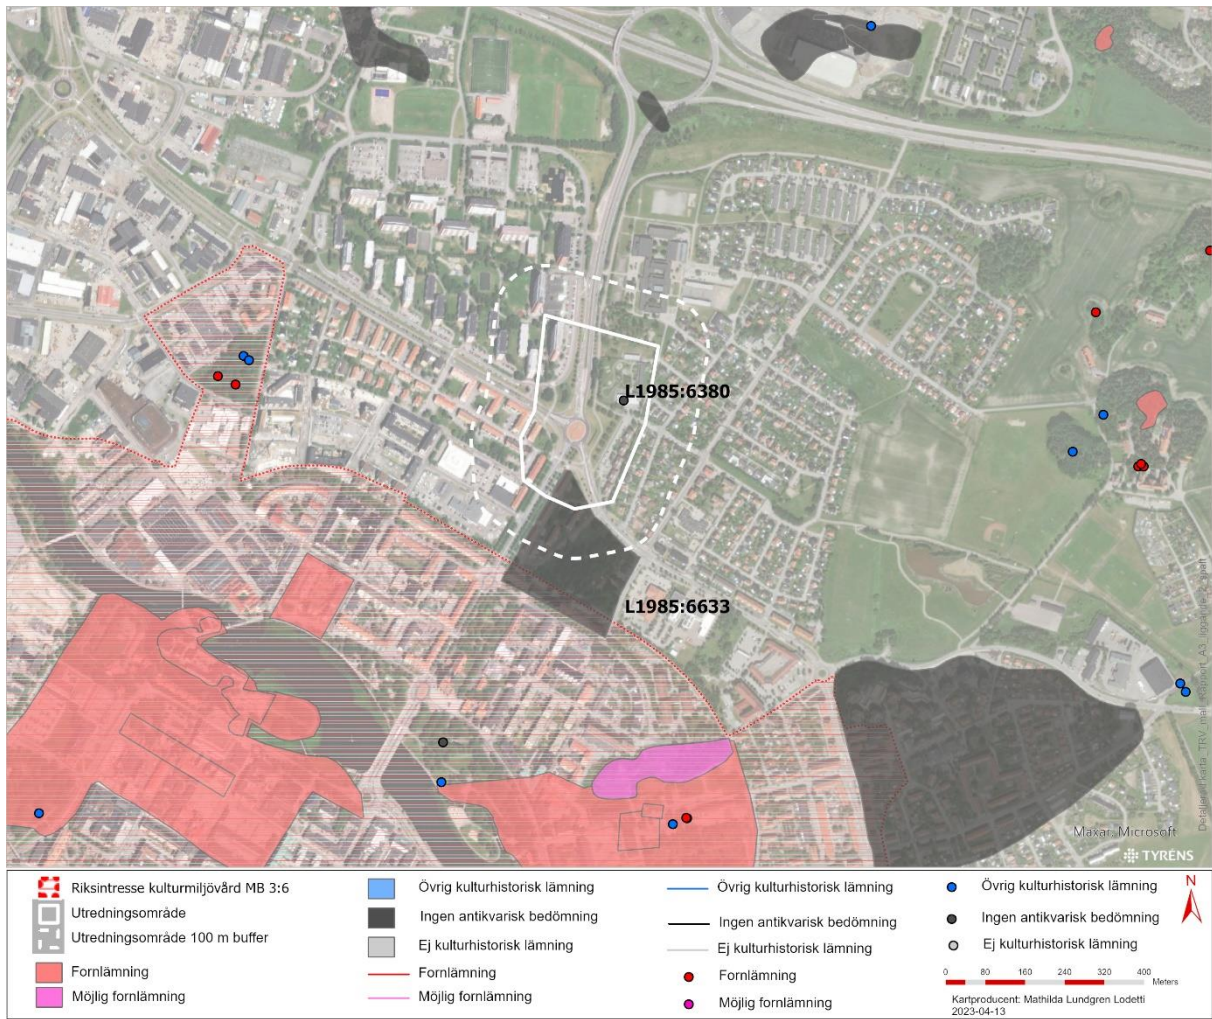 L1985:6380
L1985:6633
Maxar, Microsoft
TYRÉNS
Riksintresse kulturmiljövård MB 3:6
Utredningsområde
Utredningsområde 100 m buffer
Fornlämning
Möjlig fornlämning
Övrig kulturhistorisk lämning
Ingen antikvarisk bedömning
Ej kulturhistorisk lämning
Fornlämning
Möjlig fornlämning
Övrig kulturhistorisk lämning
Ingen antikvarisk bedömning
Ej kulturhistorisk lämning
Fornlämning
Möjlig fornlämning
Övrig kulturhistorisk lämning
Ingen antikvarisk bedömning
Ej kulturhistorisk lämning
N
0 80 160 240 320 400
Meters
Kartproducent: Mathilda Lundgren Lodetti
2023-04-13